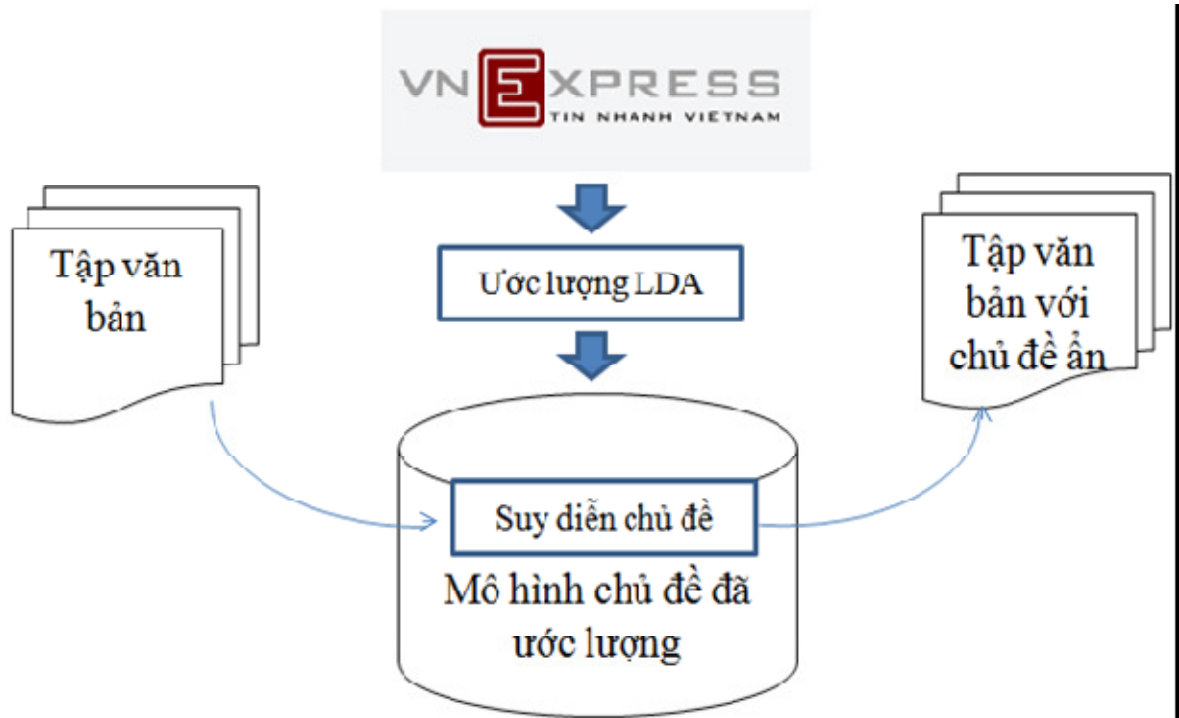 VNEXPRESS
TIN NHANH VIETNAM
Tập văn
bản
Ước lượng LDA
Tập văn
bản với
chủ đề ẩn
Suy diễn chủ đề
Mô hình chủ đề đã
ước lượng